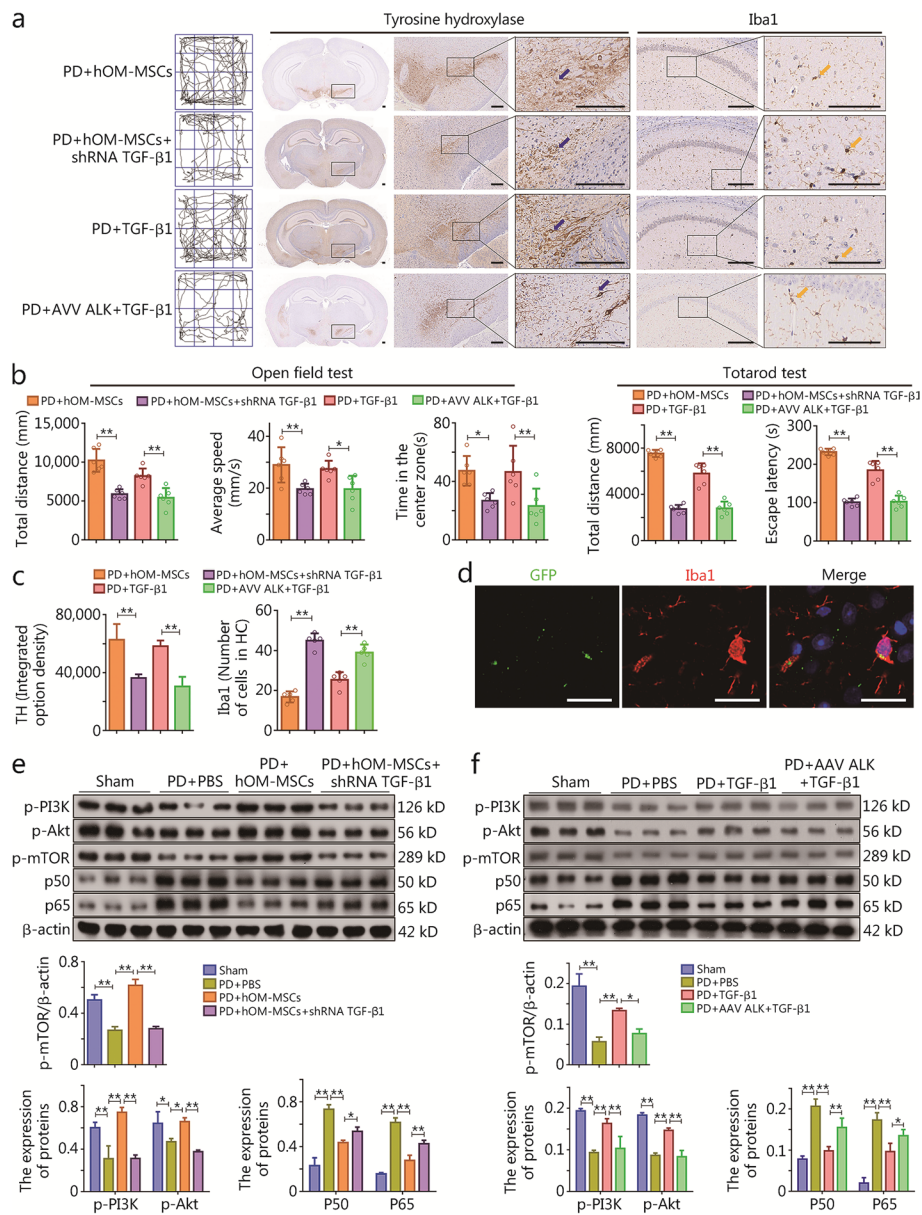 a
Tyrosine hydroxylase
Iba1
PD+hOM-MSCs
PD+hOM-MSCs+
shRNA TGF-β1
PD+TGF-β1
PD+AVV ALK+TGF-β1
b
Open field test
PD+hOM-MSCs
PD+hOM-MSCs+shRNA TGF-β1
PD+TGF-β1
PD+AVV ALK+TGF-β1
Total distance (mm)
15,000
10,000
5000
0
**
**
Average speed
(mm/s)
40
20
0
**
*
Time in the
center zone(s)
100
50
0
*
**
Totarod test
PD+hOM-MSCs
PD+hOM-MSCs+shRNA TGF-β1
PD+TGF-β1
PD+AVV ALK+TGF-β1
Total distance (mm)
8000
4000
0
**
**
Escape latency (s)
300
200
100
0
**
**
c
PD+hOM-MSCs
PD+hOM-MSCs+shRNA TGF-β1
PD+TGF-β1
PD+AVV ALK+TGF-β1
TH (Integrated
option density)
80,000
40,000
0
**
**
Iba1 (Number
of cells in HC)
60
40
20
0
**
**
d
GFP
Iba1
Merge
e
Sham
PD+PBS
PD+
hOM-MSCs
PD+hOM-MSCs+
shRNA TGF-β1
p-PI3K
126 kD
p-Akt
56 kD
p-mTOR
289 kD
p50
50 kD
p65
65 kD
β-actin
42 kD
p-mTOR/β-actin
0.8
0.4
0
**
**
**
Sham
PD+PBS
PD+hOM-MSCs
PD+hOM-MSCs+shRNA TGF-β1
The expression
of proteins
0.8
0.4
0
**
**
**
*
*
**
p-PI3K
p-Akt
The expression
of proteins
0.8
0.4
0
**
**
*
**
**
**
P50
P65
f
Sham
PD+PBS
PD+TGF-β1
PD+AAV ALK
+TGF-β1
p-PI3K
126 kD
p-Akt
56 kD
p-mTOR
289 kD
p50
50 kD
p65
65 kD
β-actin
42 kD
p-mTOR/β-actin
0.2
0.1
0
**
**
*
Sham
PD+PBS
PD+TGF-β1
PD+AAV ALK+TGF-β1
The expression
of proteins
0.2
0.1
0
**
**
**
**
**
**
p-PI3K
p-Akt
The expression
of proteins
0.2
0.1
0
**
**
**
**
**
*
P50
P65